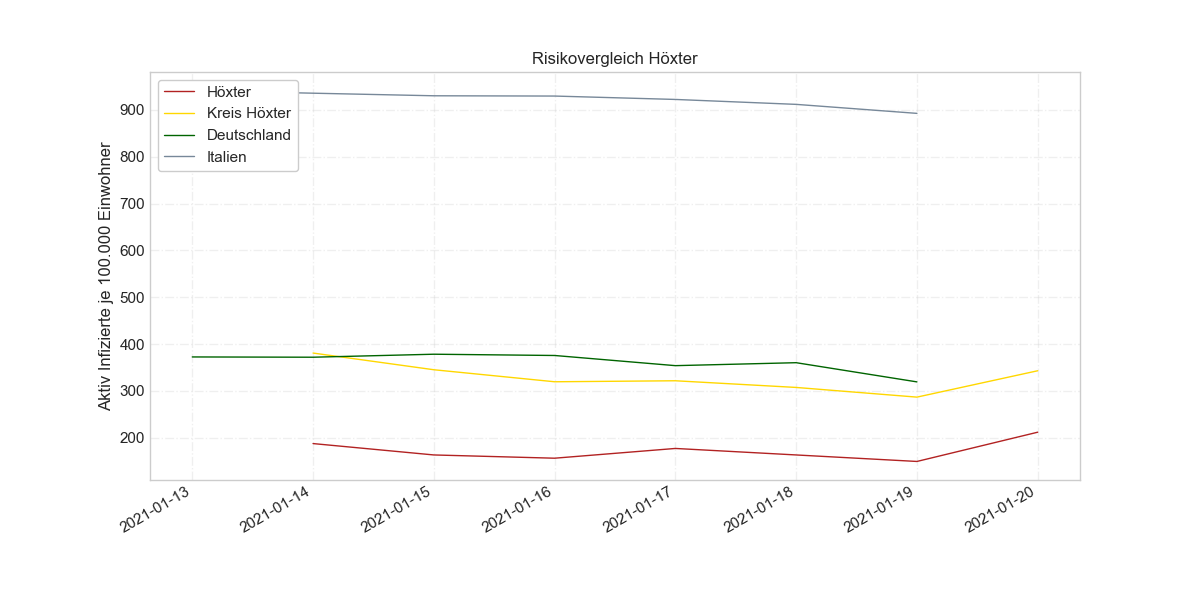 Risikovergleich Höxter
Höxter
Kreis Höxter
Deutschland
Italien
Aktiv Infizierte je 100.000 Einwohner
900
800
700
600
500
400
300
200
2021-01-13
2021-01-14
2021-01-15
2021-01-16
2021-01-17
2021-01-18
2021-01-19
2021-01-20